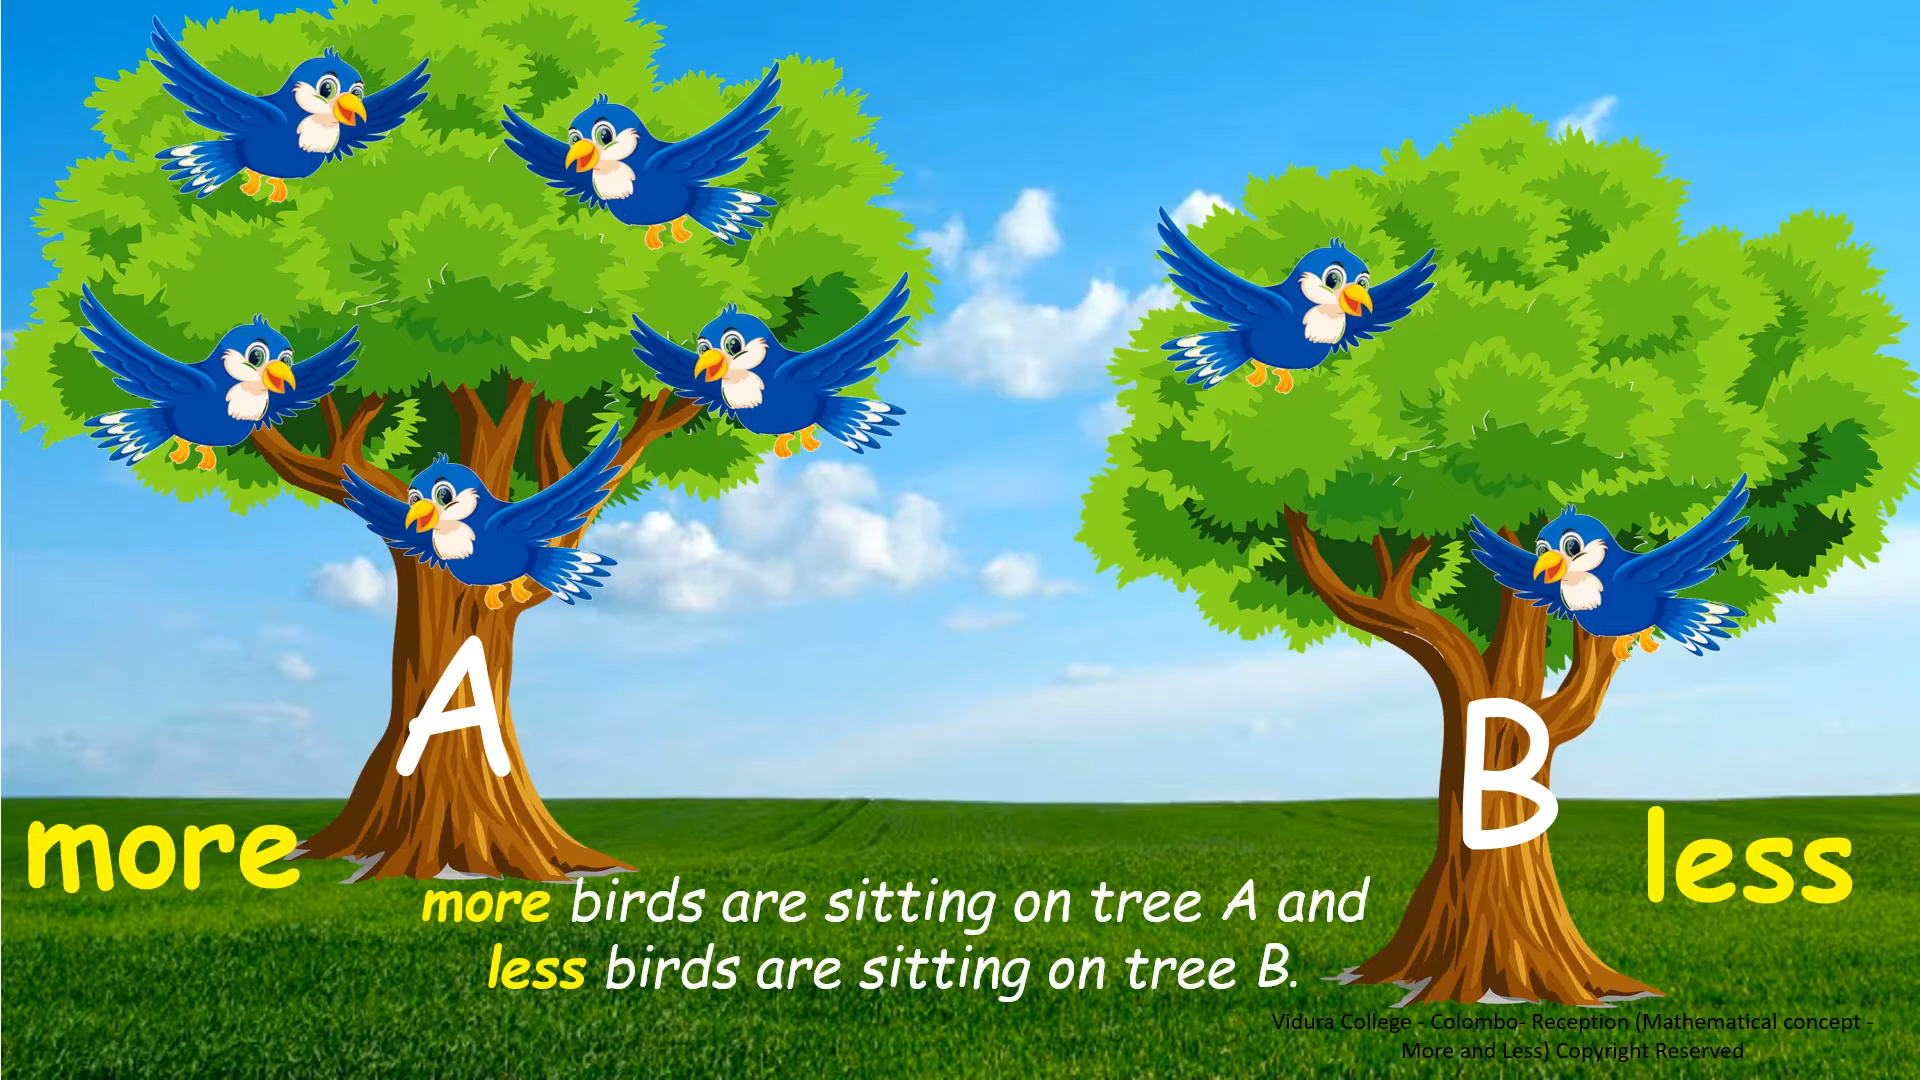 A
B
more
less
more birds are sitting on tree A and
less birds are sitting on tree B.
Vidura College - Colombo- Reception (Mathematical concept -
More and Less) Copyright Reserved